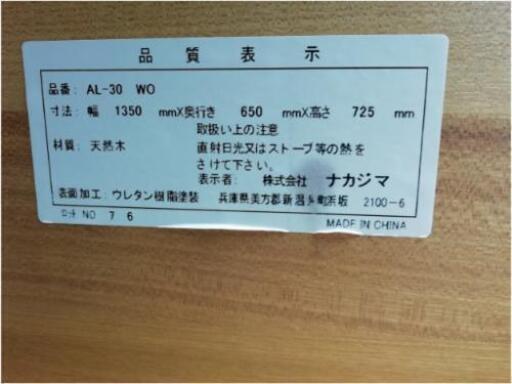 品質表示
品番: AL-30 WO
寸法: 幅 1350 mmX奥行き 650 mmX高さ 725 mm
取扱い上の注意
材質: 天然木 直射日光又はストーブ等の熱を
さけて下さい。
表示者: 株式会社 ナカジマ
表面加工: ウレタン樹脂塗装 兵庫県美方郡新温泉町浜坂 2100-6
ロット NO 76
MADE IN CHINA